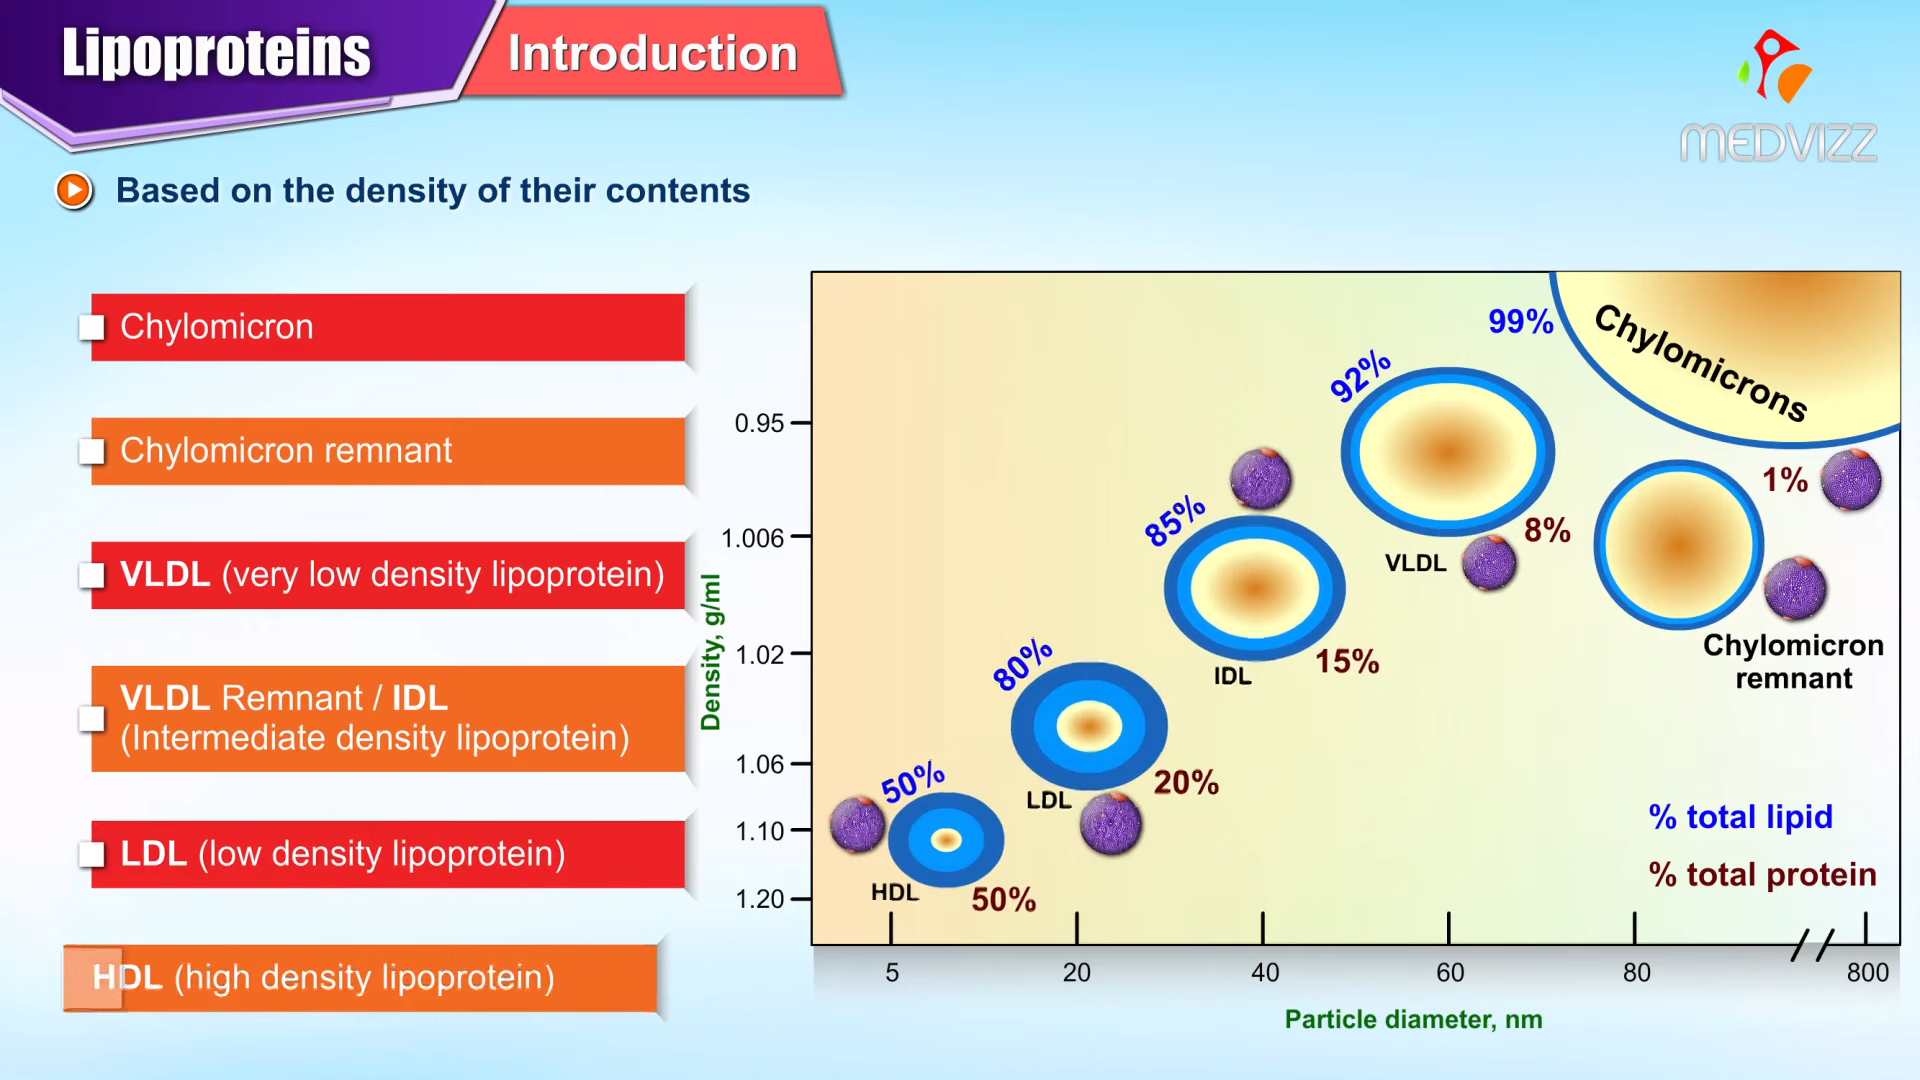 Lipoproteins
Introduction
MEDVIZZ
Based on the density of their contents
Chylomicron
Chylomicron remnant
VLDL (very low density lipoprotein)
VLDL Remnant / IDL
(Intermediate density lipoprotein)
LDL (low density lipoprotein)
HDL (high density lipoprotein)
Density, g/ml
0.95
1.006
1.02
1.06
1.10
1.20
99%
Chylomicrons
1%
92%
8%
VLDL
Chylomicron
remnant
85%
15%
IDL
80%
20%
LDL
50%
50%
HDL
% total lipid
% total protein
5
20
40
60
80
800
Particle diameter, nm